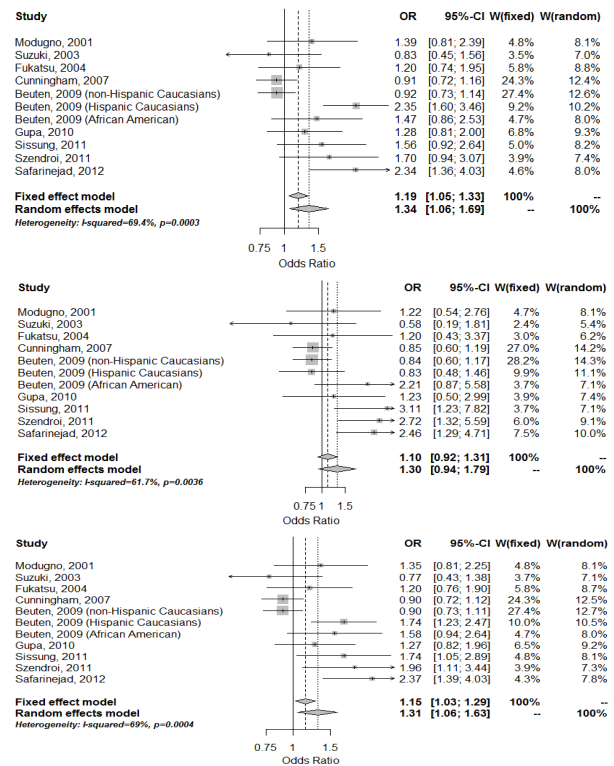 Study OR 95%-CI W(fixed) W(random)
Modugno, 2001 1.39 [0.81; 2.39] 4.8% 8.1%
Suzuki, 2003 0.83 [0.45; 1.56] 3.5% 7.0%
Fukatsu, 2004 1.20 [0.74; 1.95] 5.8% 8.8%
Cunningham, 2007 0.91 [0.72; 1.16] 24.3% 12.4%
Beuten, 2009 (non-Hispanic Caucasians) 0.92 [0.73; 1.14] 27.4% 12.6%
Beuten, 2009 (Hispanic Caucasians) 2.35 [1.60; 3.46] 9.2% 10.2%
Beuten, 2009 (African American) 1.47 [0.86; 2.53] 4.7% 8.0%
Gupa, 2010 1.28 [0.81; 2.00] 6.8% 9.3%
Sissung, 2011 1.56 [0.92; 2.64] 5.0% 8.2%
Szendroi, 2011 1.70 [0.94; 3.07] 3.9% 7.4%
Safarinejad, 2012 2.34 [1.36; 4.03] 4.6% 8.0%
Fixed effect model 1.19 [1.05; 1.33] 100% --
Random effects model 1.34 [1.06; 1.69] -- 100%
Heterogeneity: I-squared=69.4%, p=0.0003
0.75 1 1.5
Odds Ratio
Study OR 95%-CI W(fixed) W(random)
Modugno, 2001 1.22 [0.54; 2.76] 4.7% 8.1%
Suzuki, 2003 0.58 [0.19; 1.81] 2.4% 5.4%
Fukatsu, 2004 1.20 [0.43; 3.37] 3.0% 6.2%
Cunningham, 2007 0.85 [0.60; 1.19] 27.0% 14.2%
Beuten, 2009 (non-Hispanic Caucasians) 0.84 [0.60; 1.17] 28.2% 14.3%
Beuten, 2009 (Hispanic Caucasians) 0.83 [0.48; 1.46] 9.9% 11.1%
Beuten, 2009 (African American) 2.21 [0.87; 5.58] 3.7% 7.1%
Gupa, 2010 1.23 [0.50; 2.99] 3.9% 7.4%
Sissung, 2011 3.11 [1.23; 7.82] 3.7% 7.1%
Szendroi, 2011 2.72 [1.32; 5.59] 6.0% 9.1%
Safarinejad, 2012 2.46 [1.29; 4.71] 7.5% 10.0%
Fixed effect model 1.10 [0.92; 1.31] 100% --
Random effects model 1.30 [0.94; 1.79] -- 100%
Heterogeneity: I-squared=61.7%, p=0.0036
0.75 1 1.5
Odds Ratio
Study OR 95%-CI W(fixed) W(random)
Modugno, 2001 1.35 [0.81; 2.25] 4.8% 8.1%
Suzuki, 2003 0.77 [0.43; 1.38] 3.7% 7.1%
Fukatsu, 2004 1.20 [0.76; 1.90] 5.8% 8.7%
Cunningham, 2007 0.90 [0.72; 1.12] 24.3% 12.5%
Beuten, 2009 (non-Hispanic Caucasians) 0.90 [0.73; 1.11] 27.4% 12.7%
Beuten, 2009 (Hispanic Caucasians) 1.74 [1.23; 2.47] 10.0% 10.5%
Beuten, 2009 (African American) 1.58 [0.94; 2.64] 4.7% 8.0%
Gupa, 2010 1.27 [0.82; 1.96] 6.5% 9.2%
Sissung, 2011 1.74 [1.05; 2.89] 4.8% 8.1%
Szendroi, 2011 1.96 [1.11; 3.44] 3.9% 7.3%
Safarinejad, 2012 2.37 [1.39; 4.03] 4.3% 7.8%
Fixed effect model 1.15 [1.03; 1.29] 100% --
Random effects model 1.31 [1.06; 1.63] -- 100%
Heterogeneity: I-squared=69%, p=0.0004
0.75 1 1.5
Odds Ratio